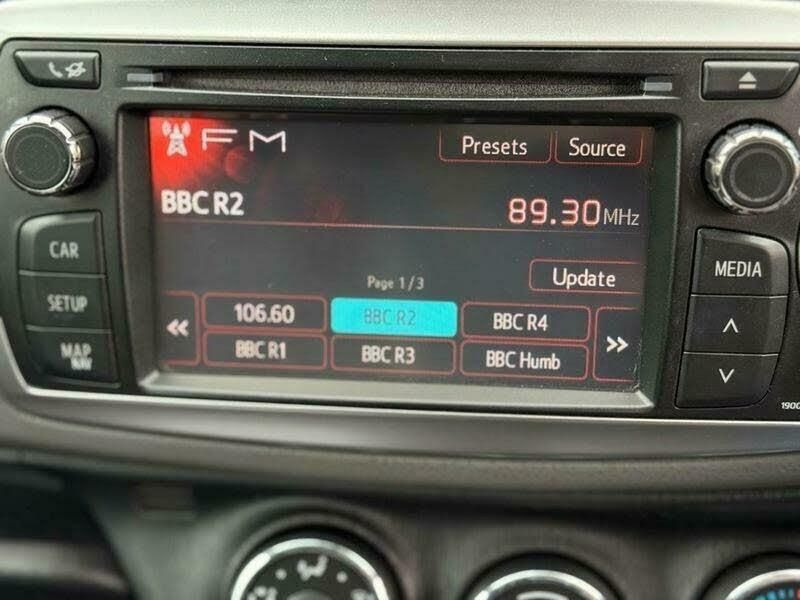 FM
Presets
Source
BBC R2
89.30MHz
CAR
MEDIA
Update
Page 1/3
SETUP
106.60
BBC R2
BBC R4
MAP
NAV
BBC R1
BBC R3
BBC Humb
1900